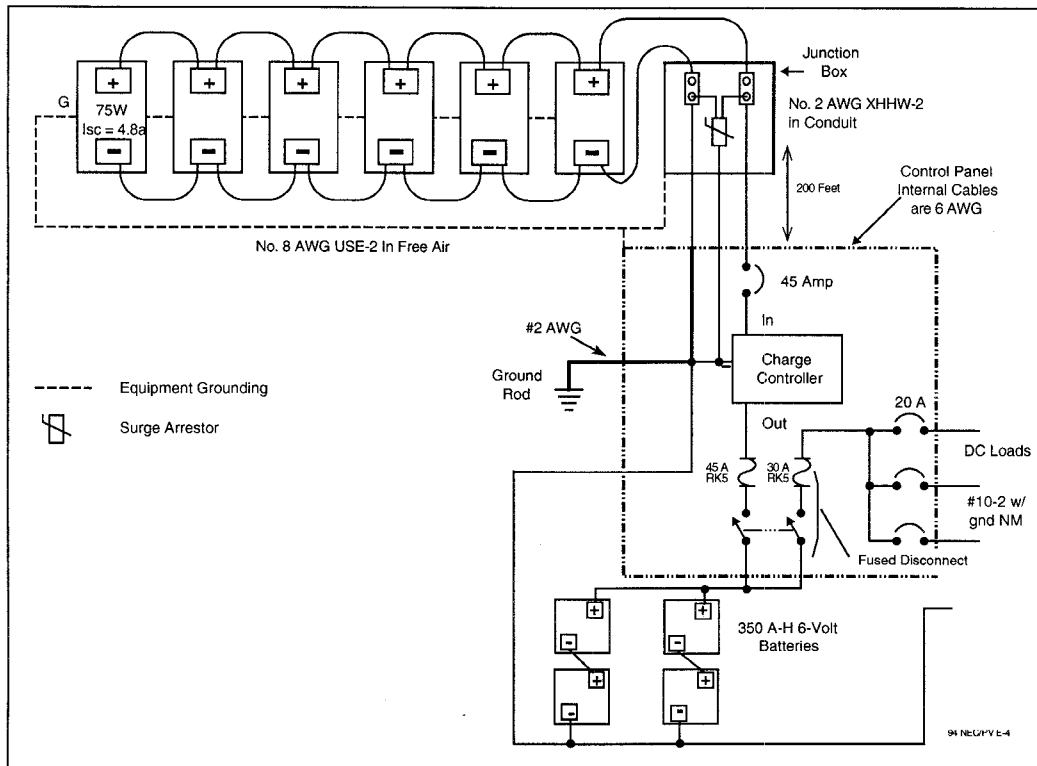 +
+
+
+
+
+
Junction
Box
G
75W
Isc = 4.8a
No. 2 AWG XHHW-2
in Conduit
200 Feet
Control Panel
Internal Cables
are 6 AWG
No. 8 AWG USE-2 In Free Air
45 Amp
In
#2 AWG
Charge
Controller
Ground
Rod
Equipment Grounding
Surge Arrestor
Out
20 A
DC Loads
45 A
RK5
30 A
RK5
#10-2 w/
gnd NM
Fused Disconnect
+
+
-
-
350 A-H 6-Volt
Batteries
+
+
-
-
94 NEC/PV E-4